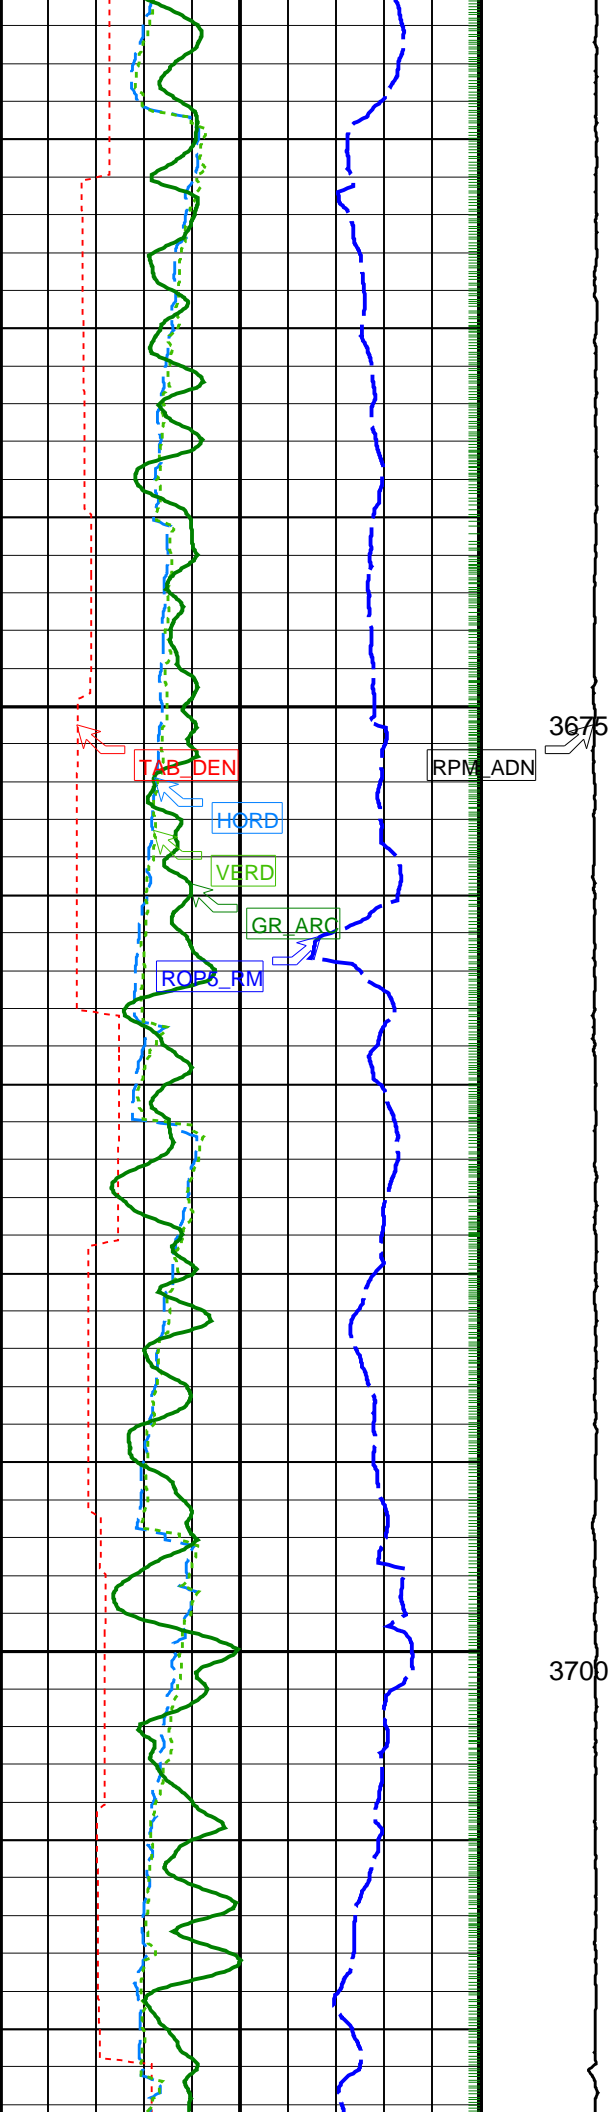 3675
TAB_DEN
RPM_ADN
HORD
VERD
GR_ARC
ROP5_RM
3700